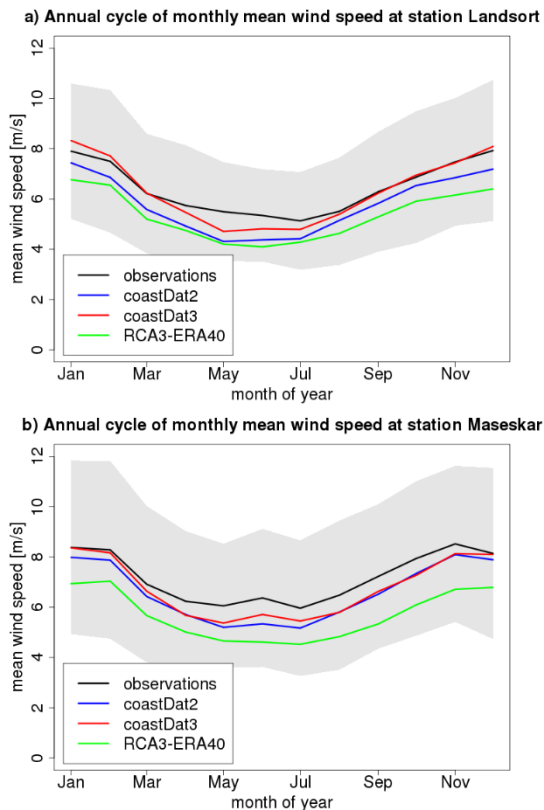 a) Annual cycle of monthly mean wind speed at station Landsort
mean wind speed [m/s]
12
10
8
6
4
2
0
observations
coastDat2
coastDat3
RCA3-ERA40
Jan Mar May Jul Sep Nov
month of year
b) Annual cycle of monthly mean wind speed at station Maseskar
mean wind speed [m/s]
12
10
8
6
4
2
0
observations
coastDat2
coastDat3
RCA3-ERA40
Jan Mar May Jul Sep Nov
month of year